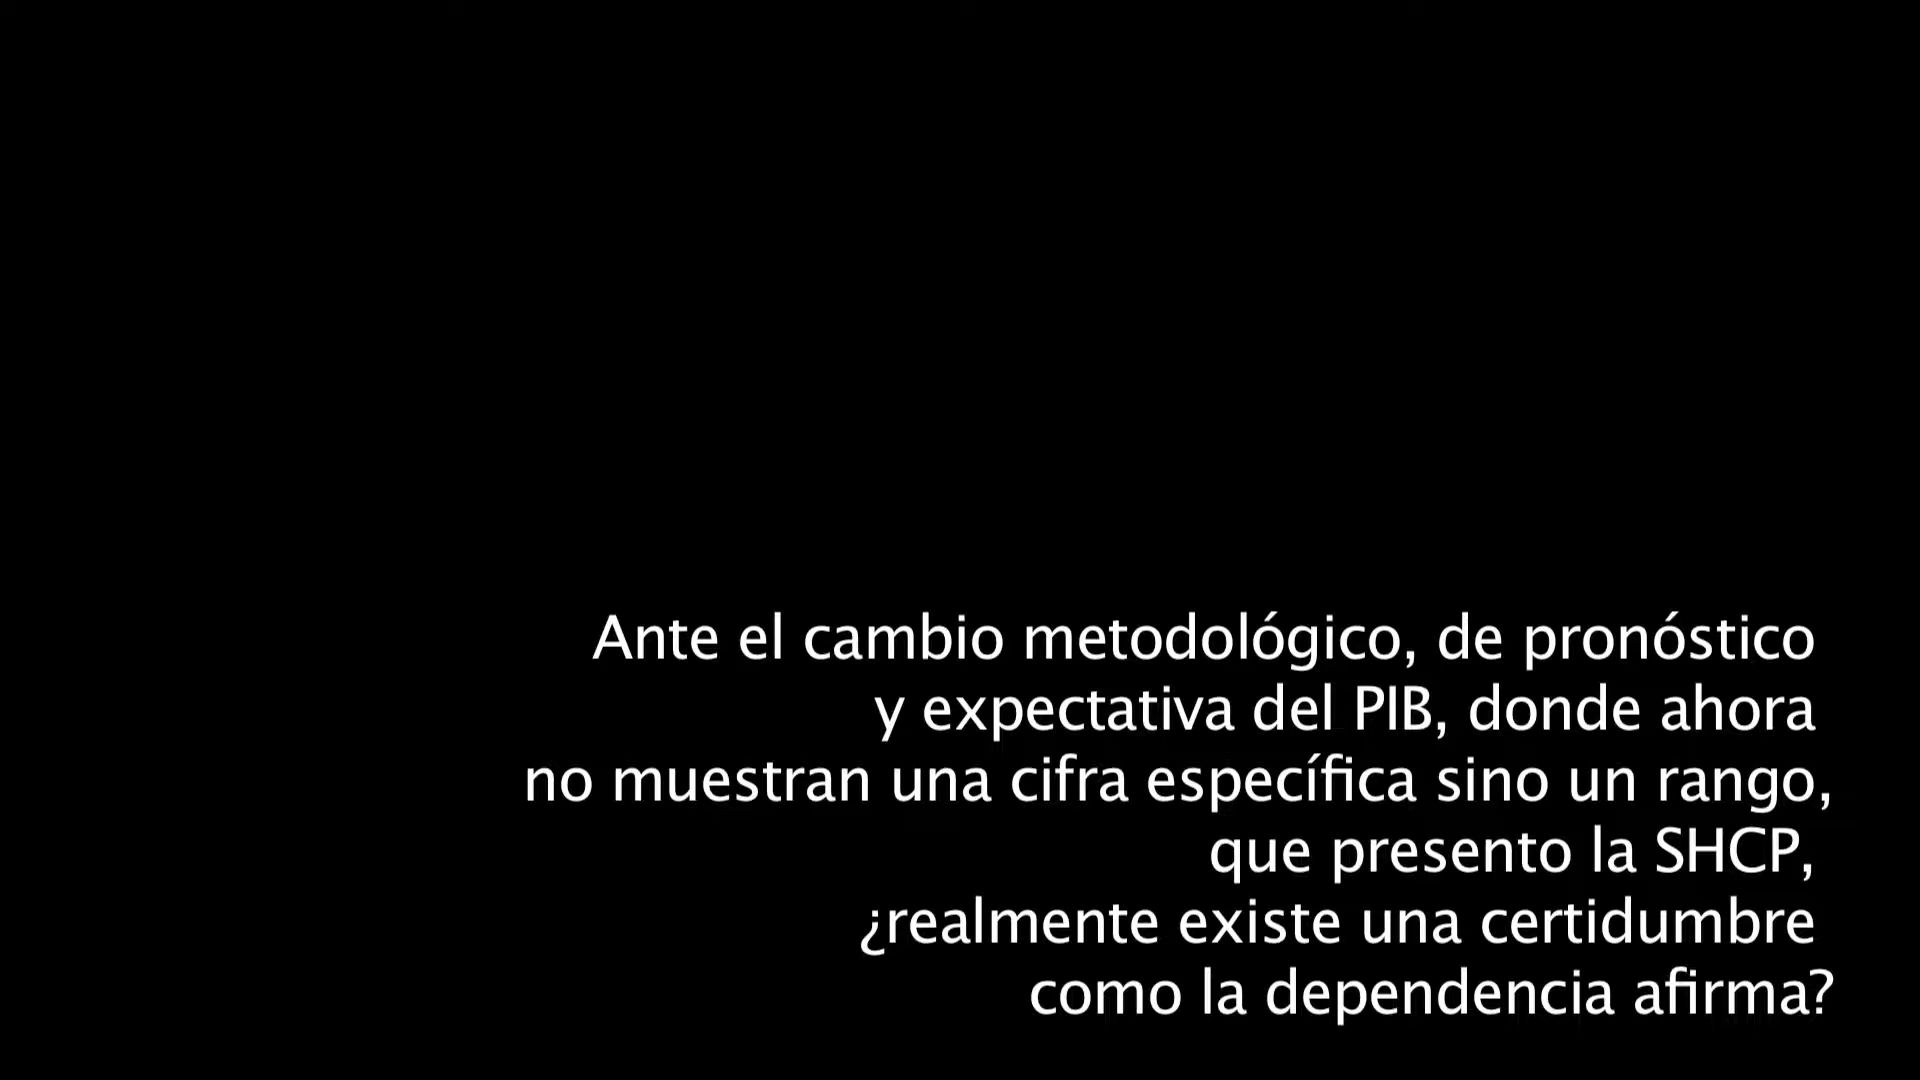 Ante el cambio metodológico, de pronóstico
y expectativa del PIB, donde ahora
no muestran una cifra específica sino un rango,
que presento la SHCP,
¿realmente existe una certidumbre
como la dependencia afirma?